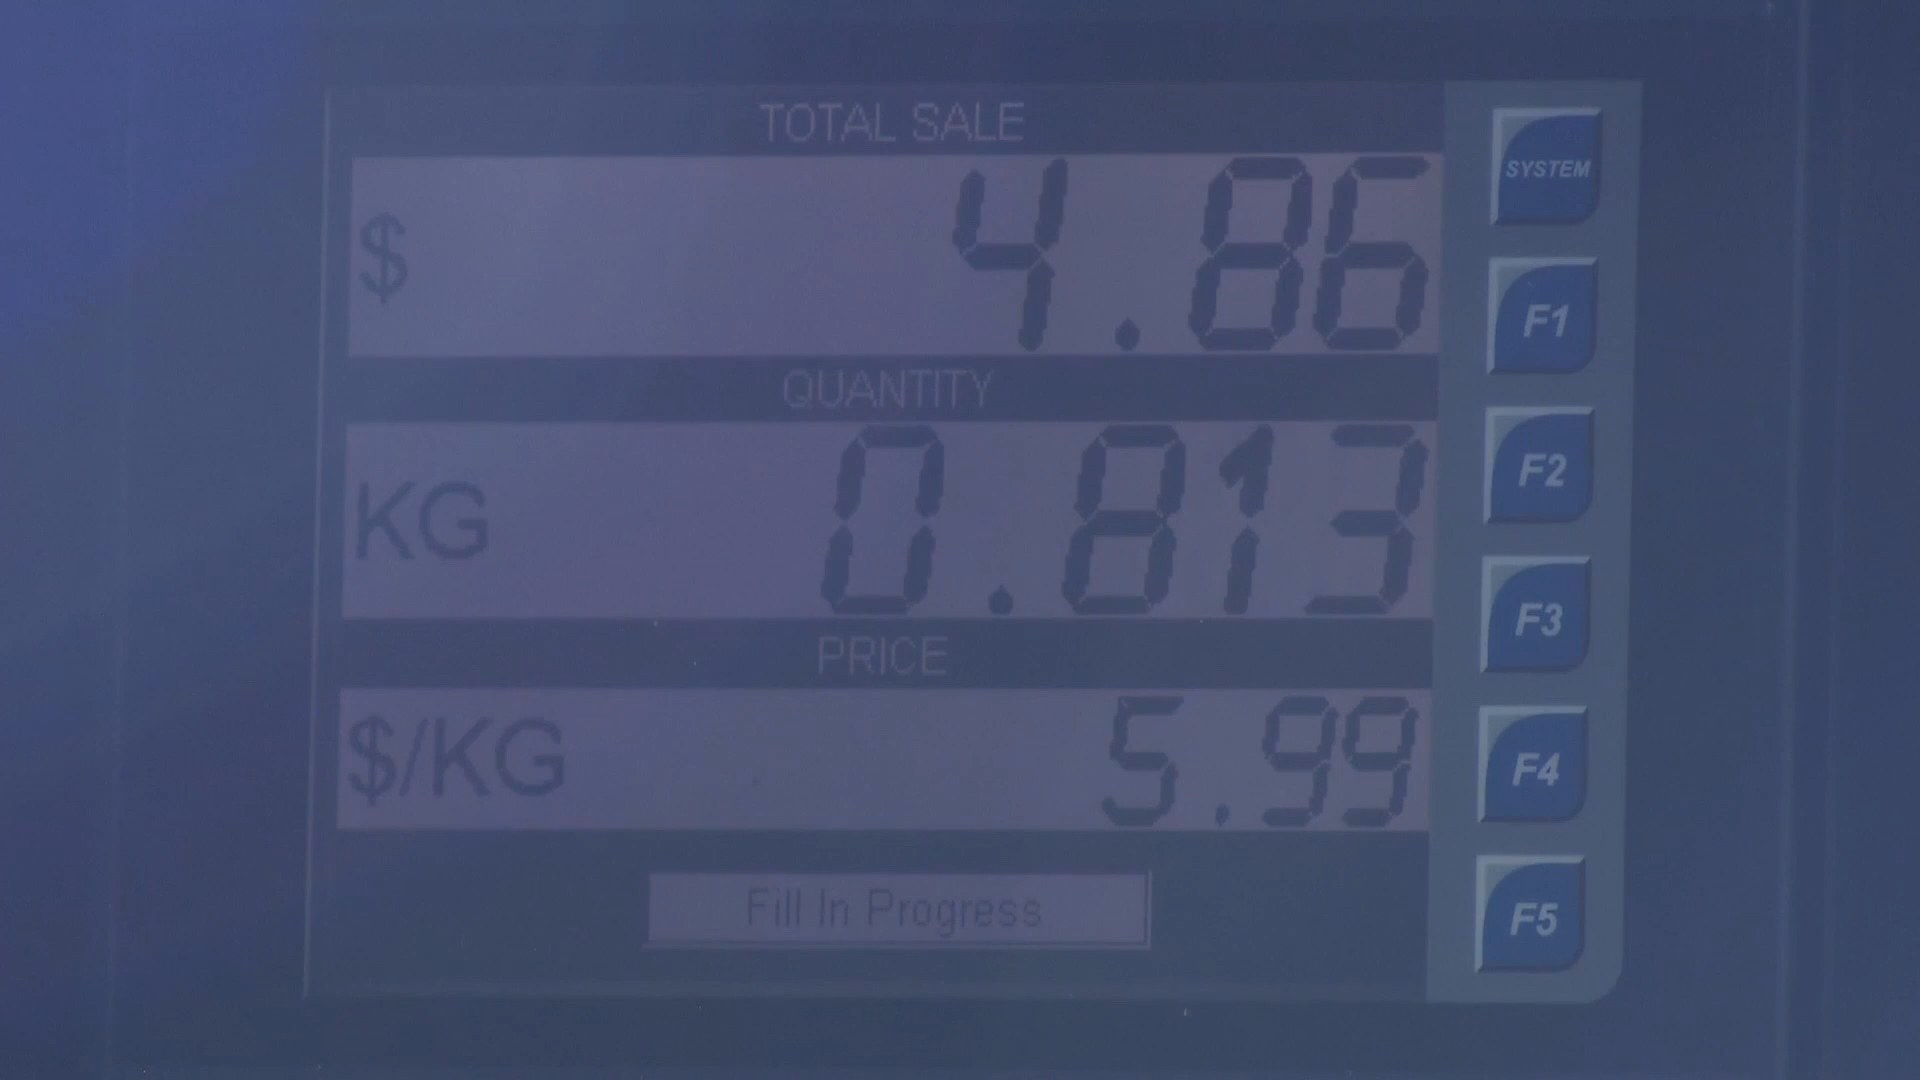 TOTAL SALE
$ 4.86
QUANTITY
KG 0.813
PRICE
$/KG 5.99
Fill In Progress
SYSTEM
F1
F2
F3
F4
F5